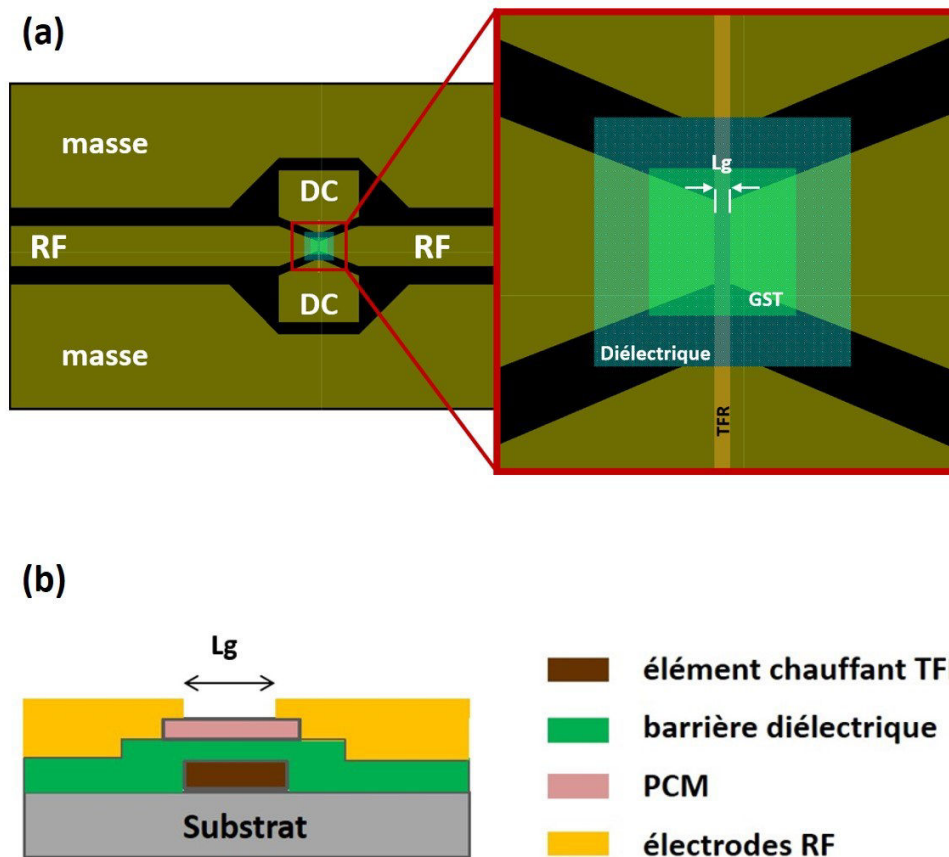 (a)
masse
DC
RF
RF
DC
masse
Lg
GST
Diélectrique
TFR
(b)
Lg
Substrat
élément chauffant TF
barrière diélectrique
PCM
électrodes RF